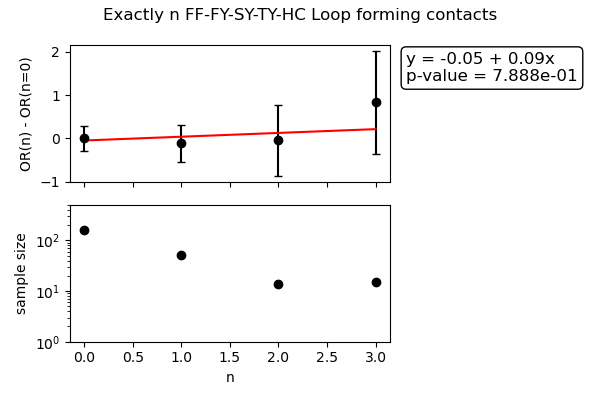 Exactly n FF-FY-SY-TY-HC Loop forming contacts
y = -0.05 + 0.09x
p-value = 7.888e-01
OR(n) - OR(n=0)
2
1
0
−1
sample size
10²
10¹
10⁰
0.0 0.5 1.0 1.5 2.0 2.5 3.0
n